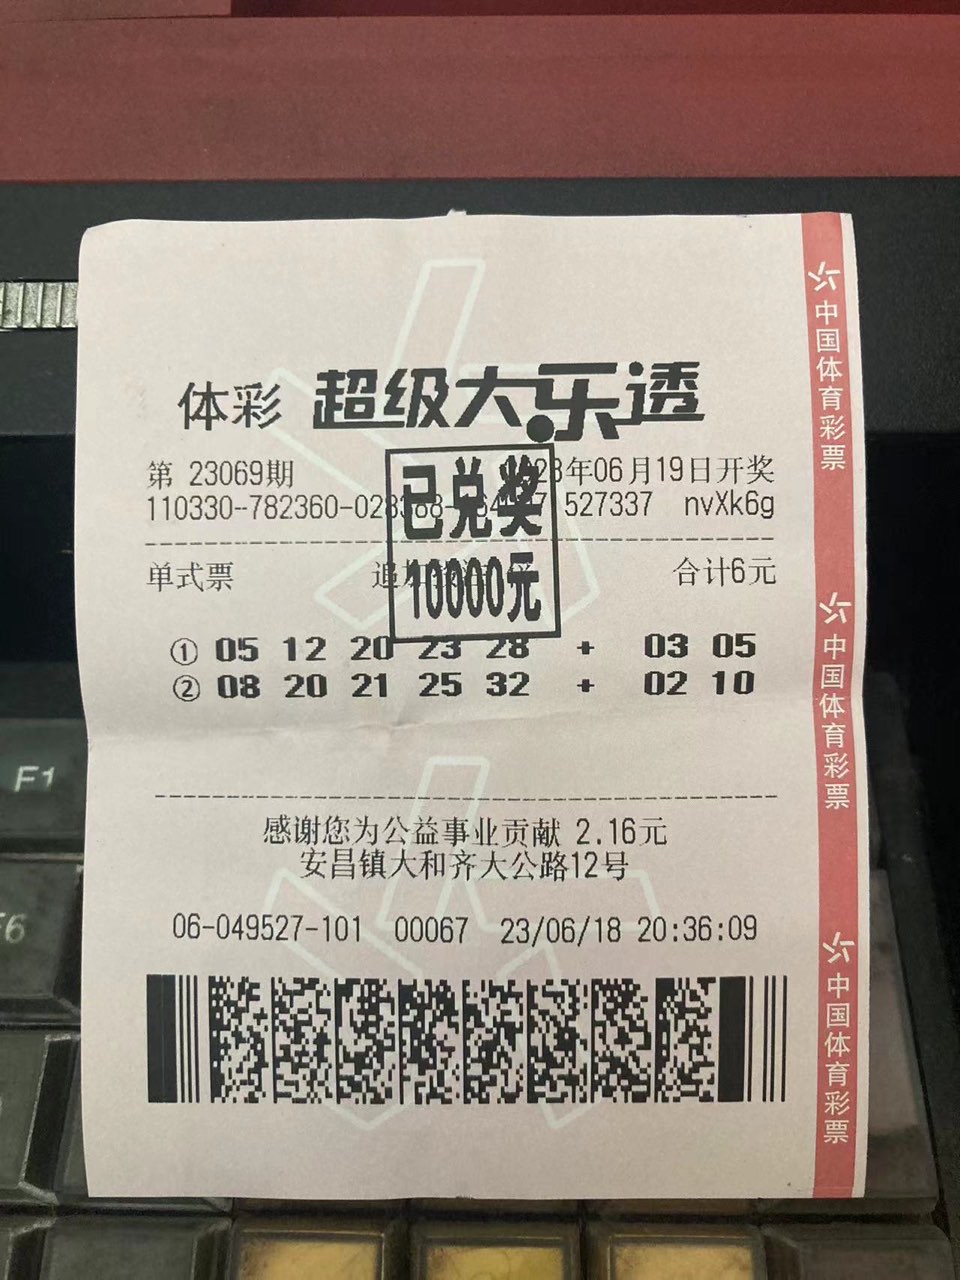 体彩 超级大乐透
第 23069期 23年06月19日开奖
110330-782360-028388- 527337 nvXk6g
已兑奖
10000元
单式票 追加 合计6元
① 05 12 20 23 28 + 03 05
② 08 20 21 25 32 + 02 10
感谢您为公益事业贡献 2.16元
安昌镇大和齐大公路12号
06-049527-101 00067 23/06/18 20:36:09
中国体育彩票
中国体育彩票
中国体育彩票
F1
F6